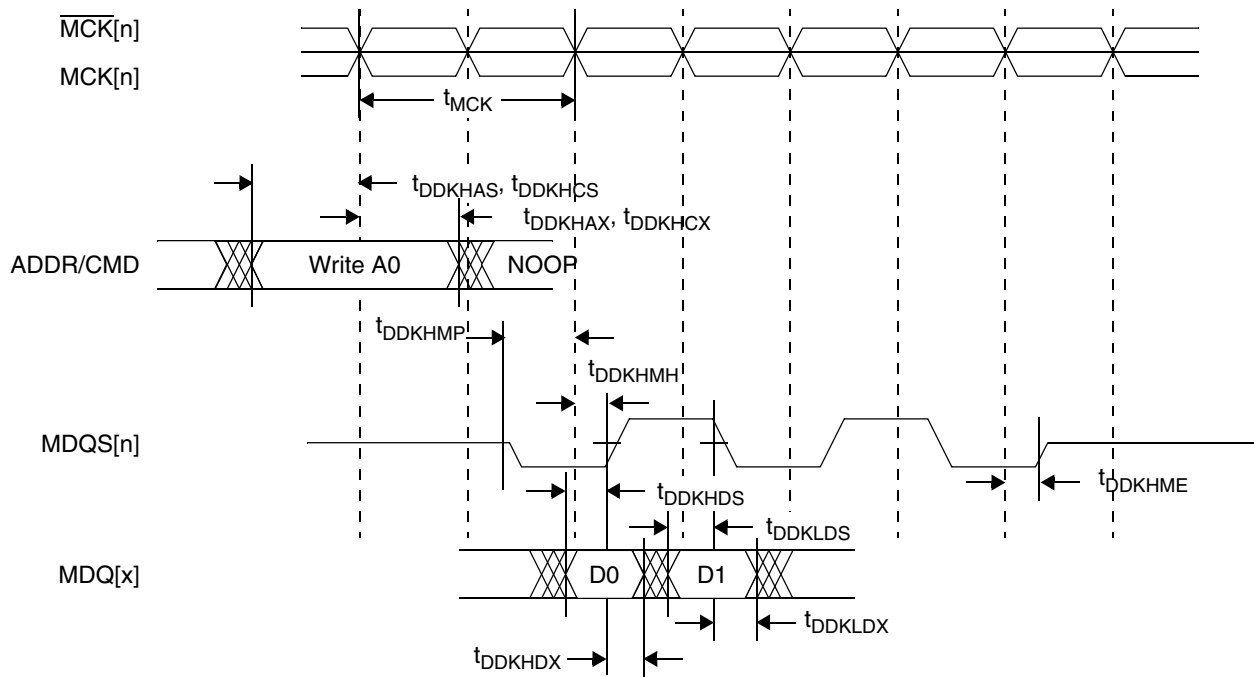 MCK[n]
MCK[n]
tMCK
tDDKHAS, tDDKHCS
tDDKHAX, tDDKHCX
ADDR/CMD
Write A0
NOOP
tDDKHMP
tDDKHMH
MDQS[n]
tDDKHDS
tDDKHME
tDDKLDS
MDQ[x]
D0
D1
tDDKLDX
tDDKHDX